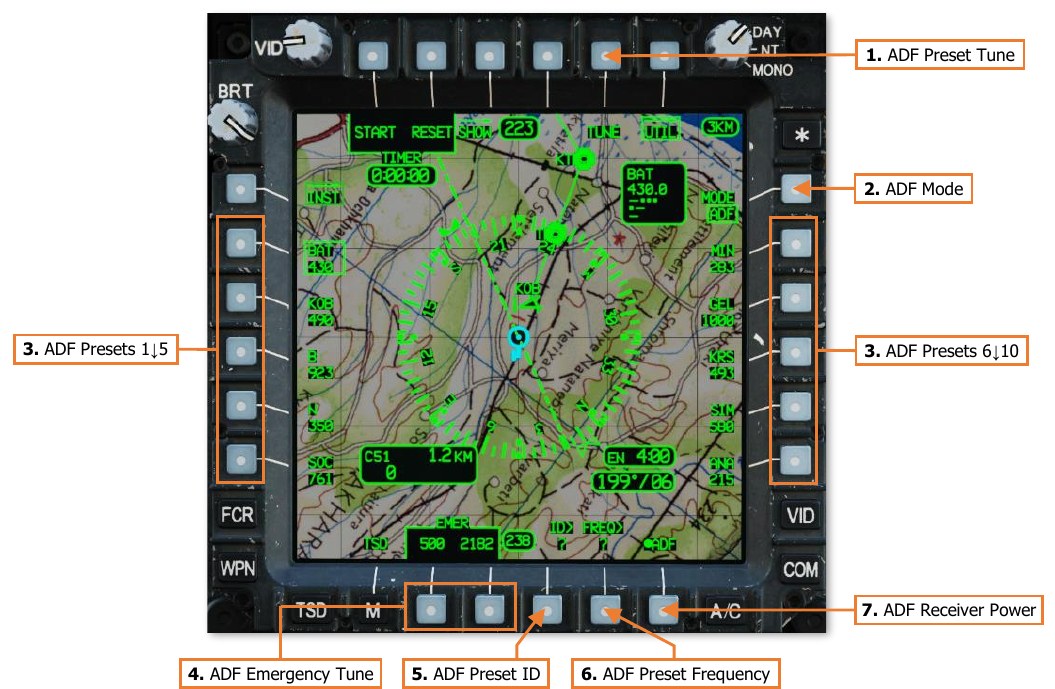 VID
DAY
NT
MONO
1. ADF Preset Tune
BRT
START RESET SHOW 223 TUNE UTIL 3KM
TIMER
0:00:00
KT
BAT
430.0
2. ADF Mode
INST
MODE
ADF
BAT
430
MIN
283
KOB
KOB
490
GEL
1000
3. ADF Presets 1↓5
BI
923
KRS
493
3. ADF Presets 6↓10
N
350
SIM
580
SOC
761
ANA
215
C51 1.2KM
0
EN 4:00
199°/06
FCR
VID
EMER
ID> FREQ>
TSD 500 2182 238 ? ? ADF
WPN
COM
TSD M A/C
7. ADF Receiver Power
4. ADF Emergency Tune
5. ADF Preset ID
6. ADF Preset Frequency